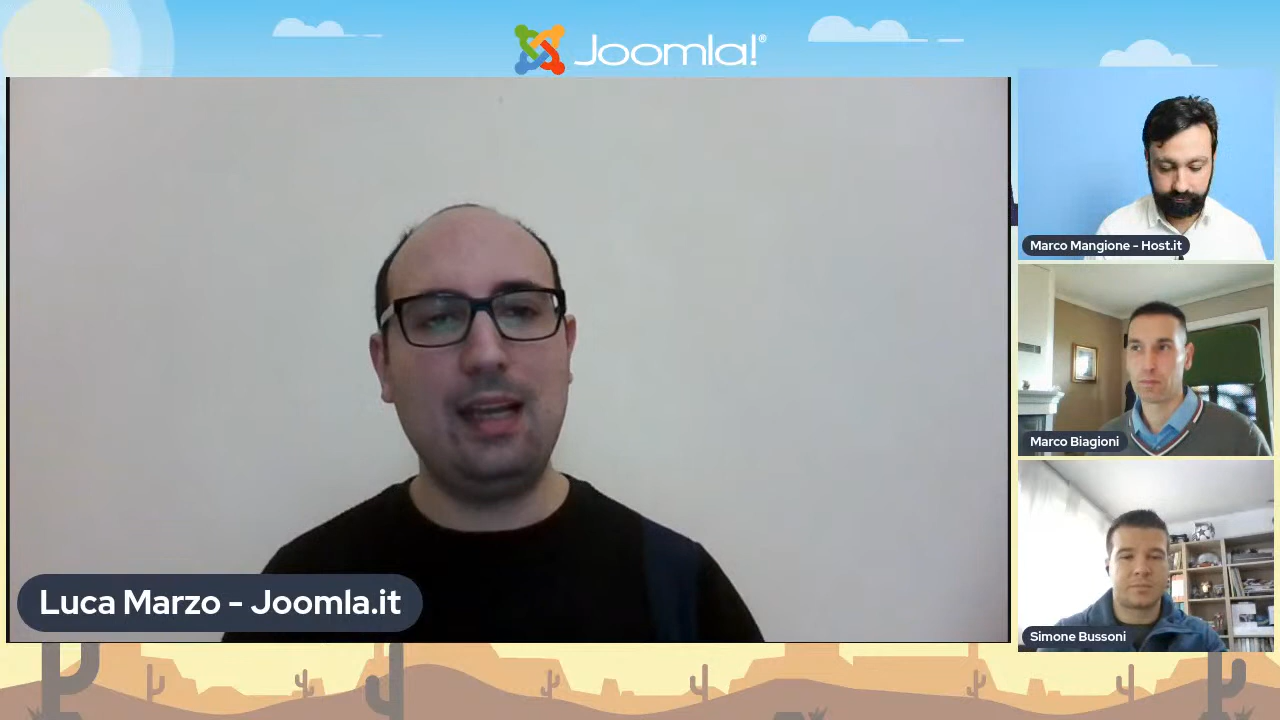 Joomla!®
Luca Marzo - Joomla.it
Marco Mangione - Host.it
Marco Biagioni
Simone Bussoni